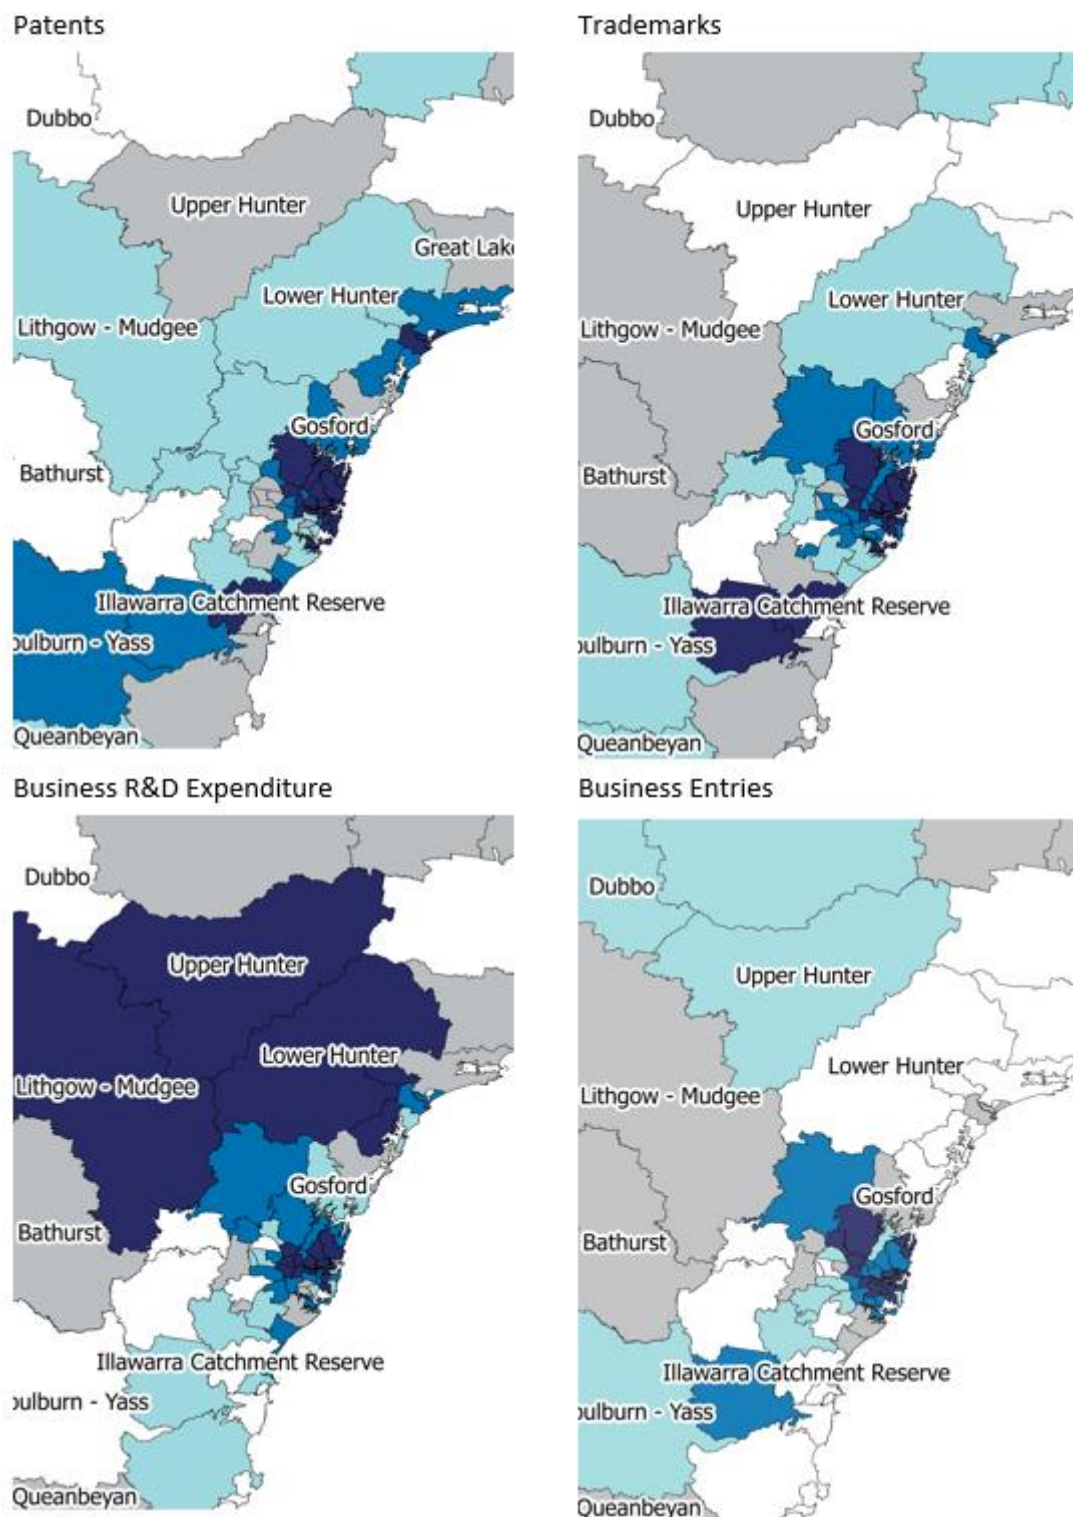 Patents
Dubbo
Upper Hunter
Great Lake
Lower Hunter
Lithgow - Mudgee
Gosford
Bathurst
Illawarra Catchment Reserve
oulburn - Yass
Queanbeyan
Trademarks
Dubbo
Upper Hunter
Lower Hunter
Lithgow - Mudgee
Gosford
Bathurst
Illawarra Catchment Reserve
oulburn - Yass
Queanbeyan
Business R&D Expenditure
Dubbo
Upper Hunter
Lower Hunter
Lithgow - Mudgee
Gosford
Bathurst
Illawarra Catchment Reserve
oulburn - Yass
Queanbeyan
Business Entries
Dubbo
Upper Hunter
Lower Hunter
Lithgow - Mudgee
Gosford
Bathurst
Illawarra Catchment Reserve
oulburn - Yass
Queanbeyan